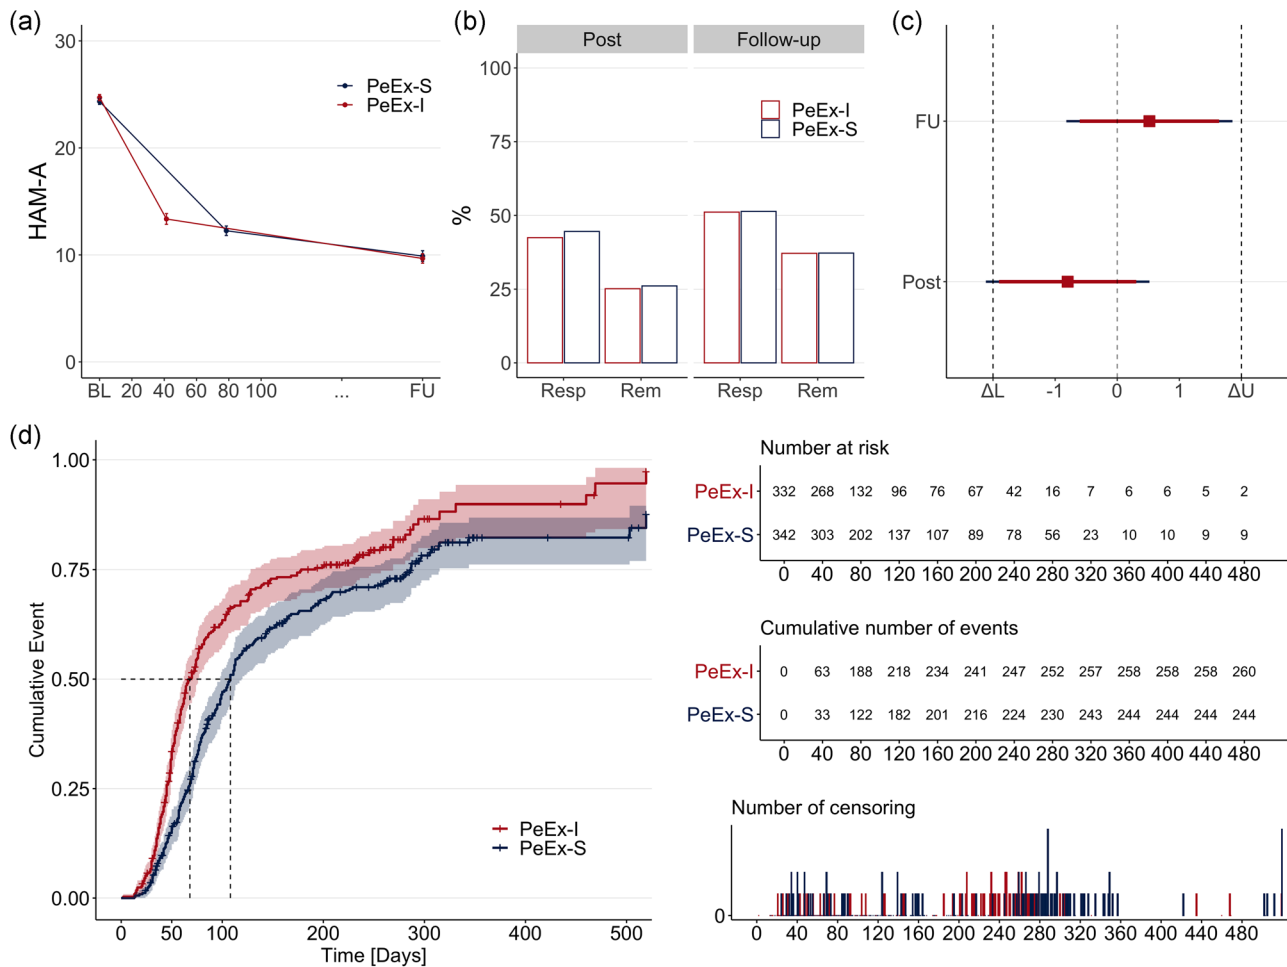 (a)
30
20
10
0
HAM-A
PeEx-S
PeEx-I
BL 20 40 60 80 100 ... FU
(b)
Post
Follow-up
100
75
50
25
0
%
PeEx-I
PeEx-S
Resp Rem Resp Rem
(c)
FU
Post
ΔL -1 0 1 ΔU
(d)
1.00
0.75
0.50
0.25
0.00
Cumulative Event
PeEx-I
PeEx-S
0 50 100 200 300 400 500
Time [Days]
Number at risk
PeEx-I 332 268 132 96 76 67 42 16 7 6 6 5 2
PeEx-S 342 303 202 137 107 89 78 56 23 10 10 9 9
0 40 80 120 160 200 240 280 320 360 400 440 480
Cumulative number of events
PeEx-I 0 63 188 218 234 241 247 252 257 258 258 258 260
PeEx-S 0 33 122 182 201 216 224 230 243 244 244 244 244
0 40 80 120 160 200 240 280 320 360 400 440 480
Number of censoring
0
0 40 80 120 160 200 240 280 320 360 400 440 480